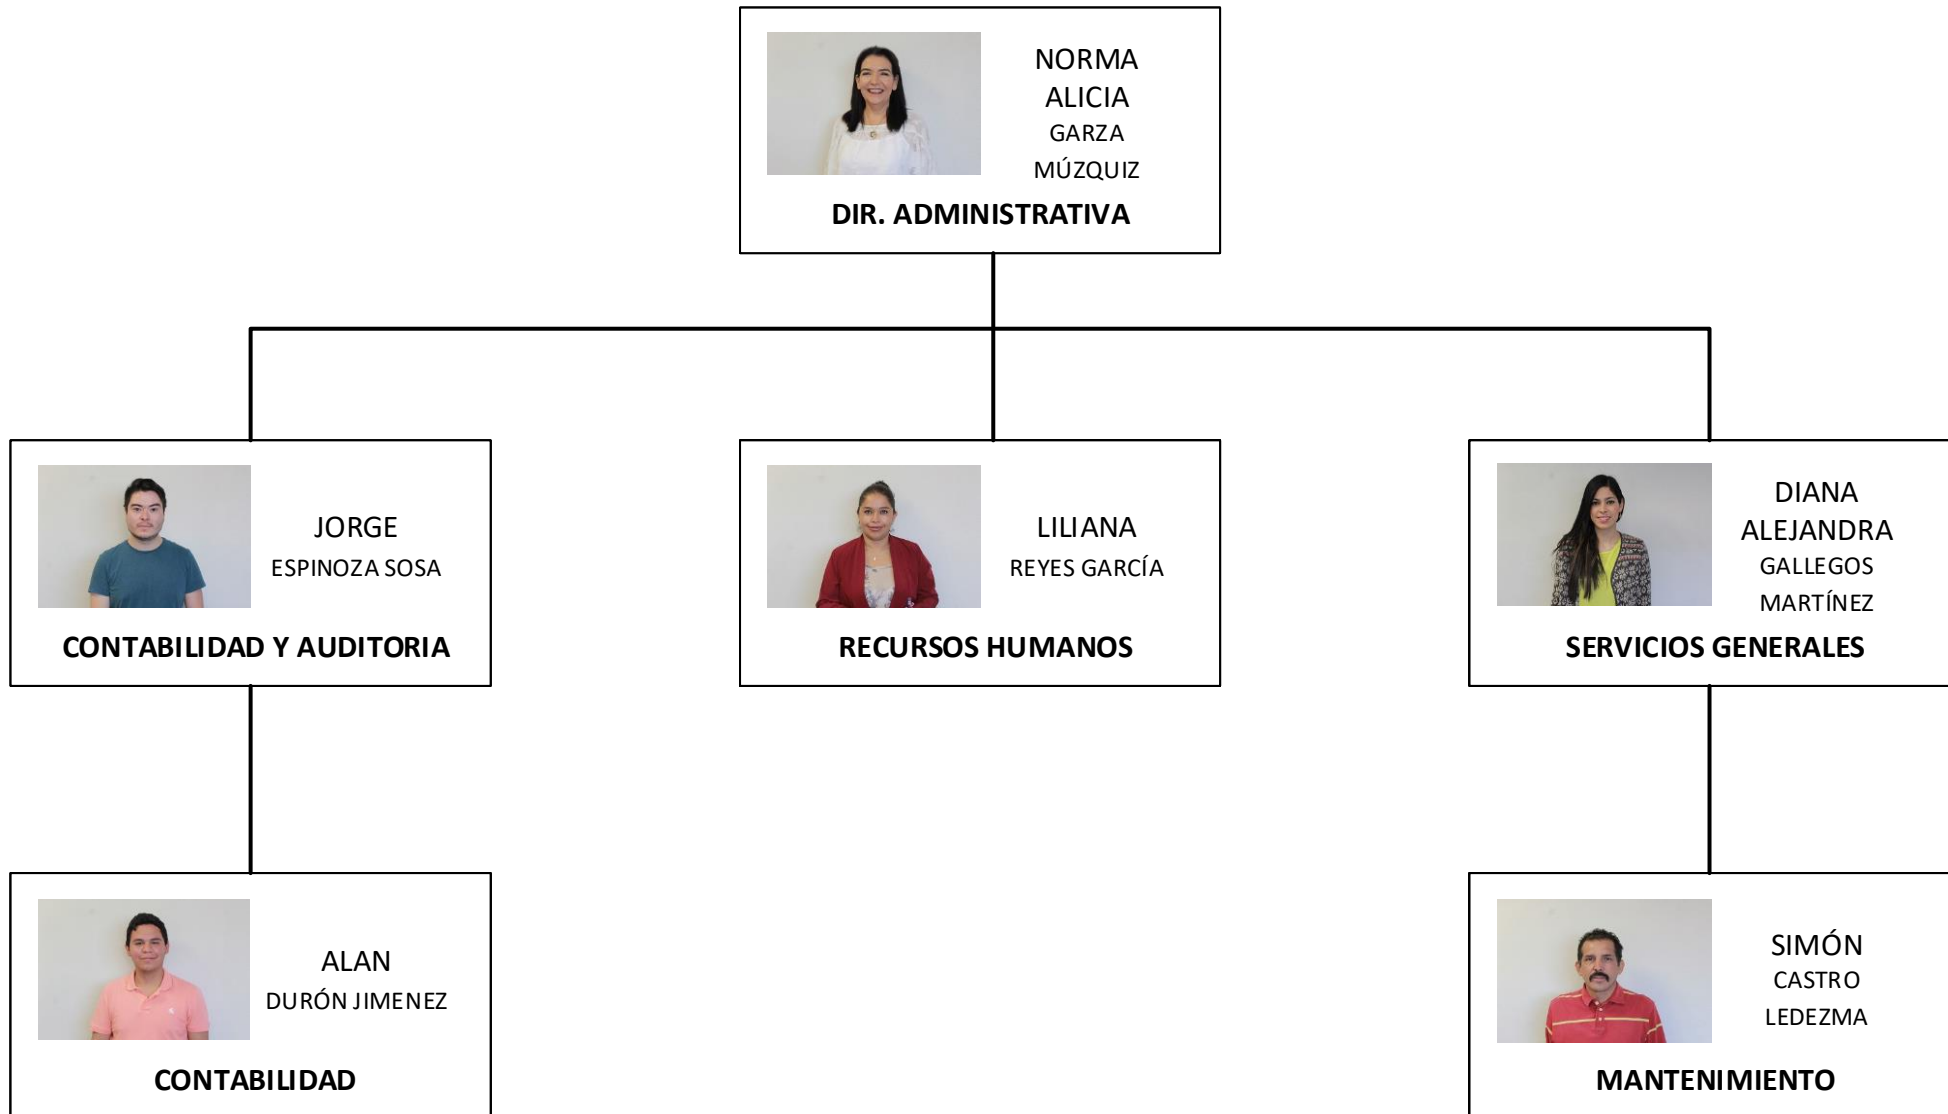 NORMA
ALICIA
GARZA
MÚZQUIZ
DIR. ADMINISTRATIVA
JORGE
ESPINOZA SOSA
CONTABILIDAD Y AUDITORIA
LILIANA
REYES GARCÍA
RECURSOS HUMANOS
DIANA
ALEJANDRA
GALLEGOS
MARTÍNEZ
SERVICIOS GENERALES
ALAN
DURÓN JIMENEZ
CONTABILIDAD
SIMÓN
CASTRO
LEDEZMA
MANTENIMIENTO